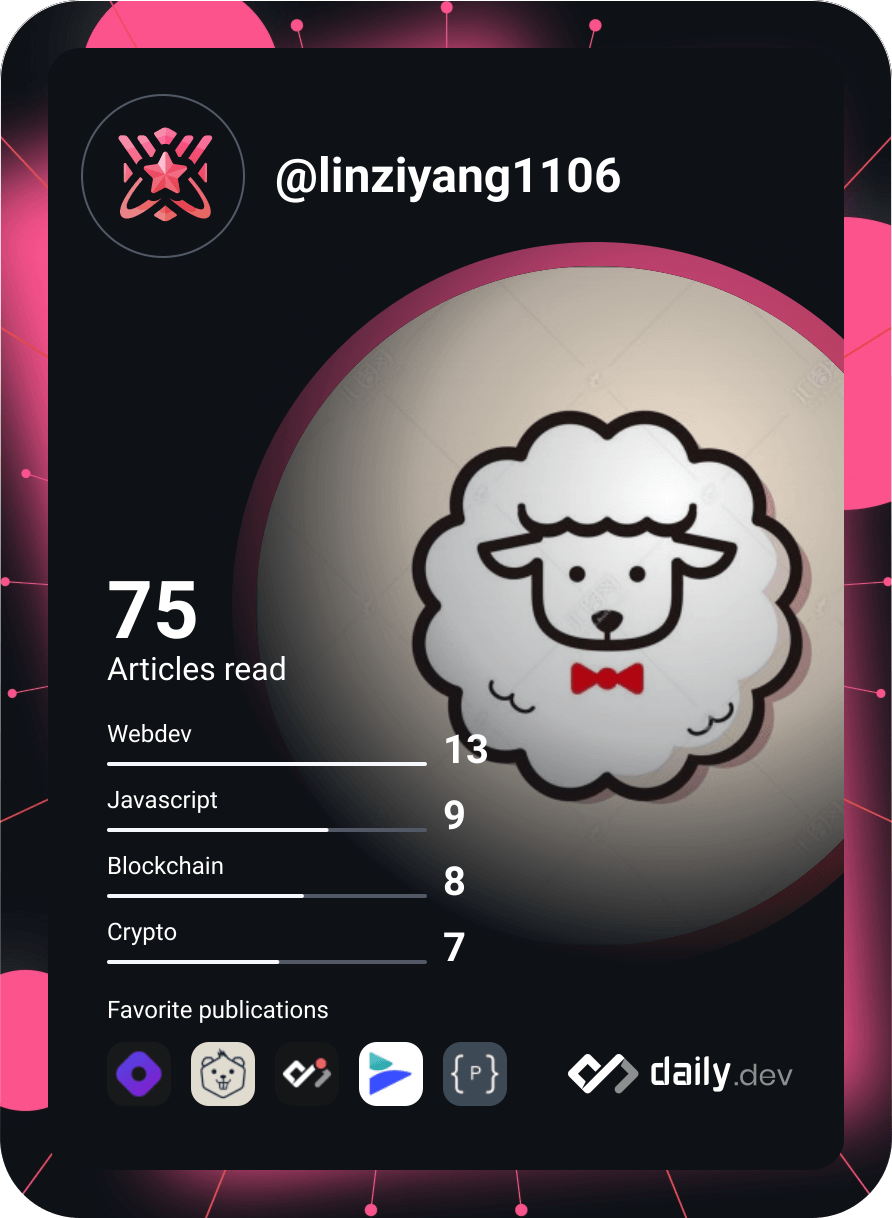 @linziyang1106
75
Articles read
Webdev
13
Javascript
9
Blockchain
8
Crypto
7
Favorite publications
{P}
daily.dev